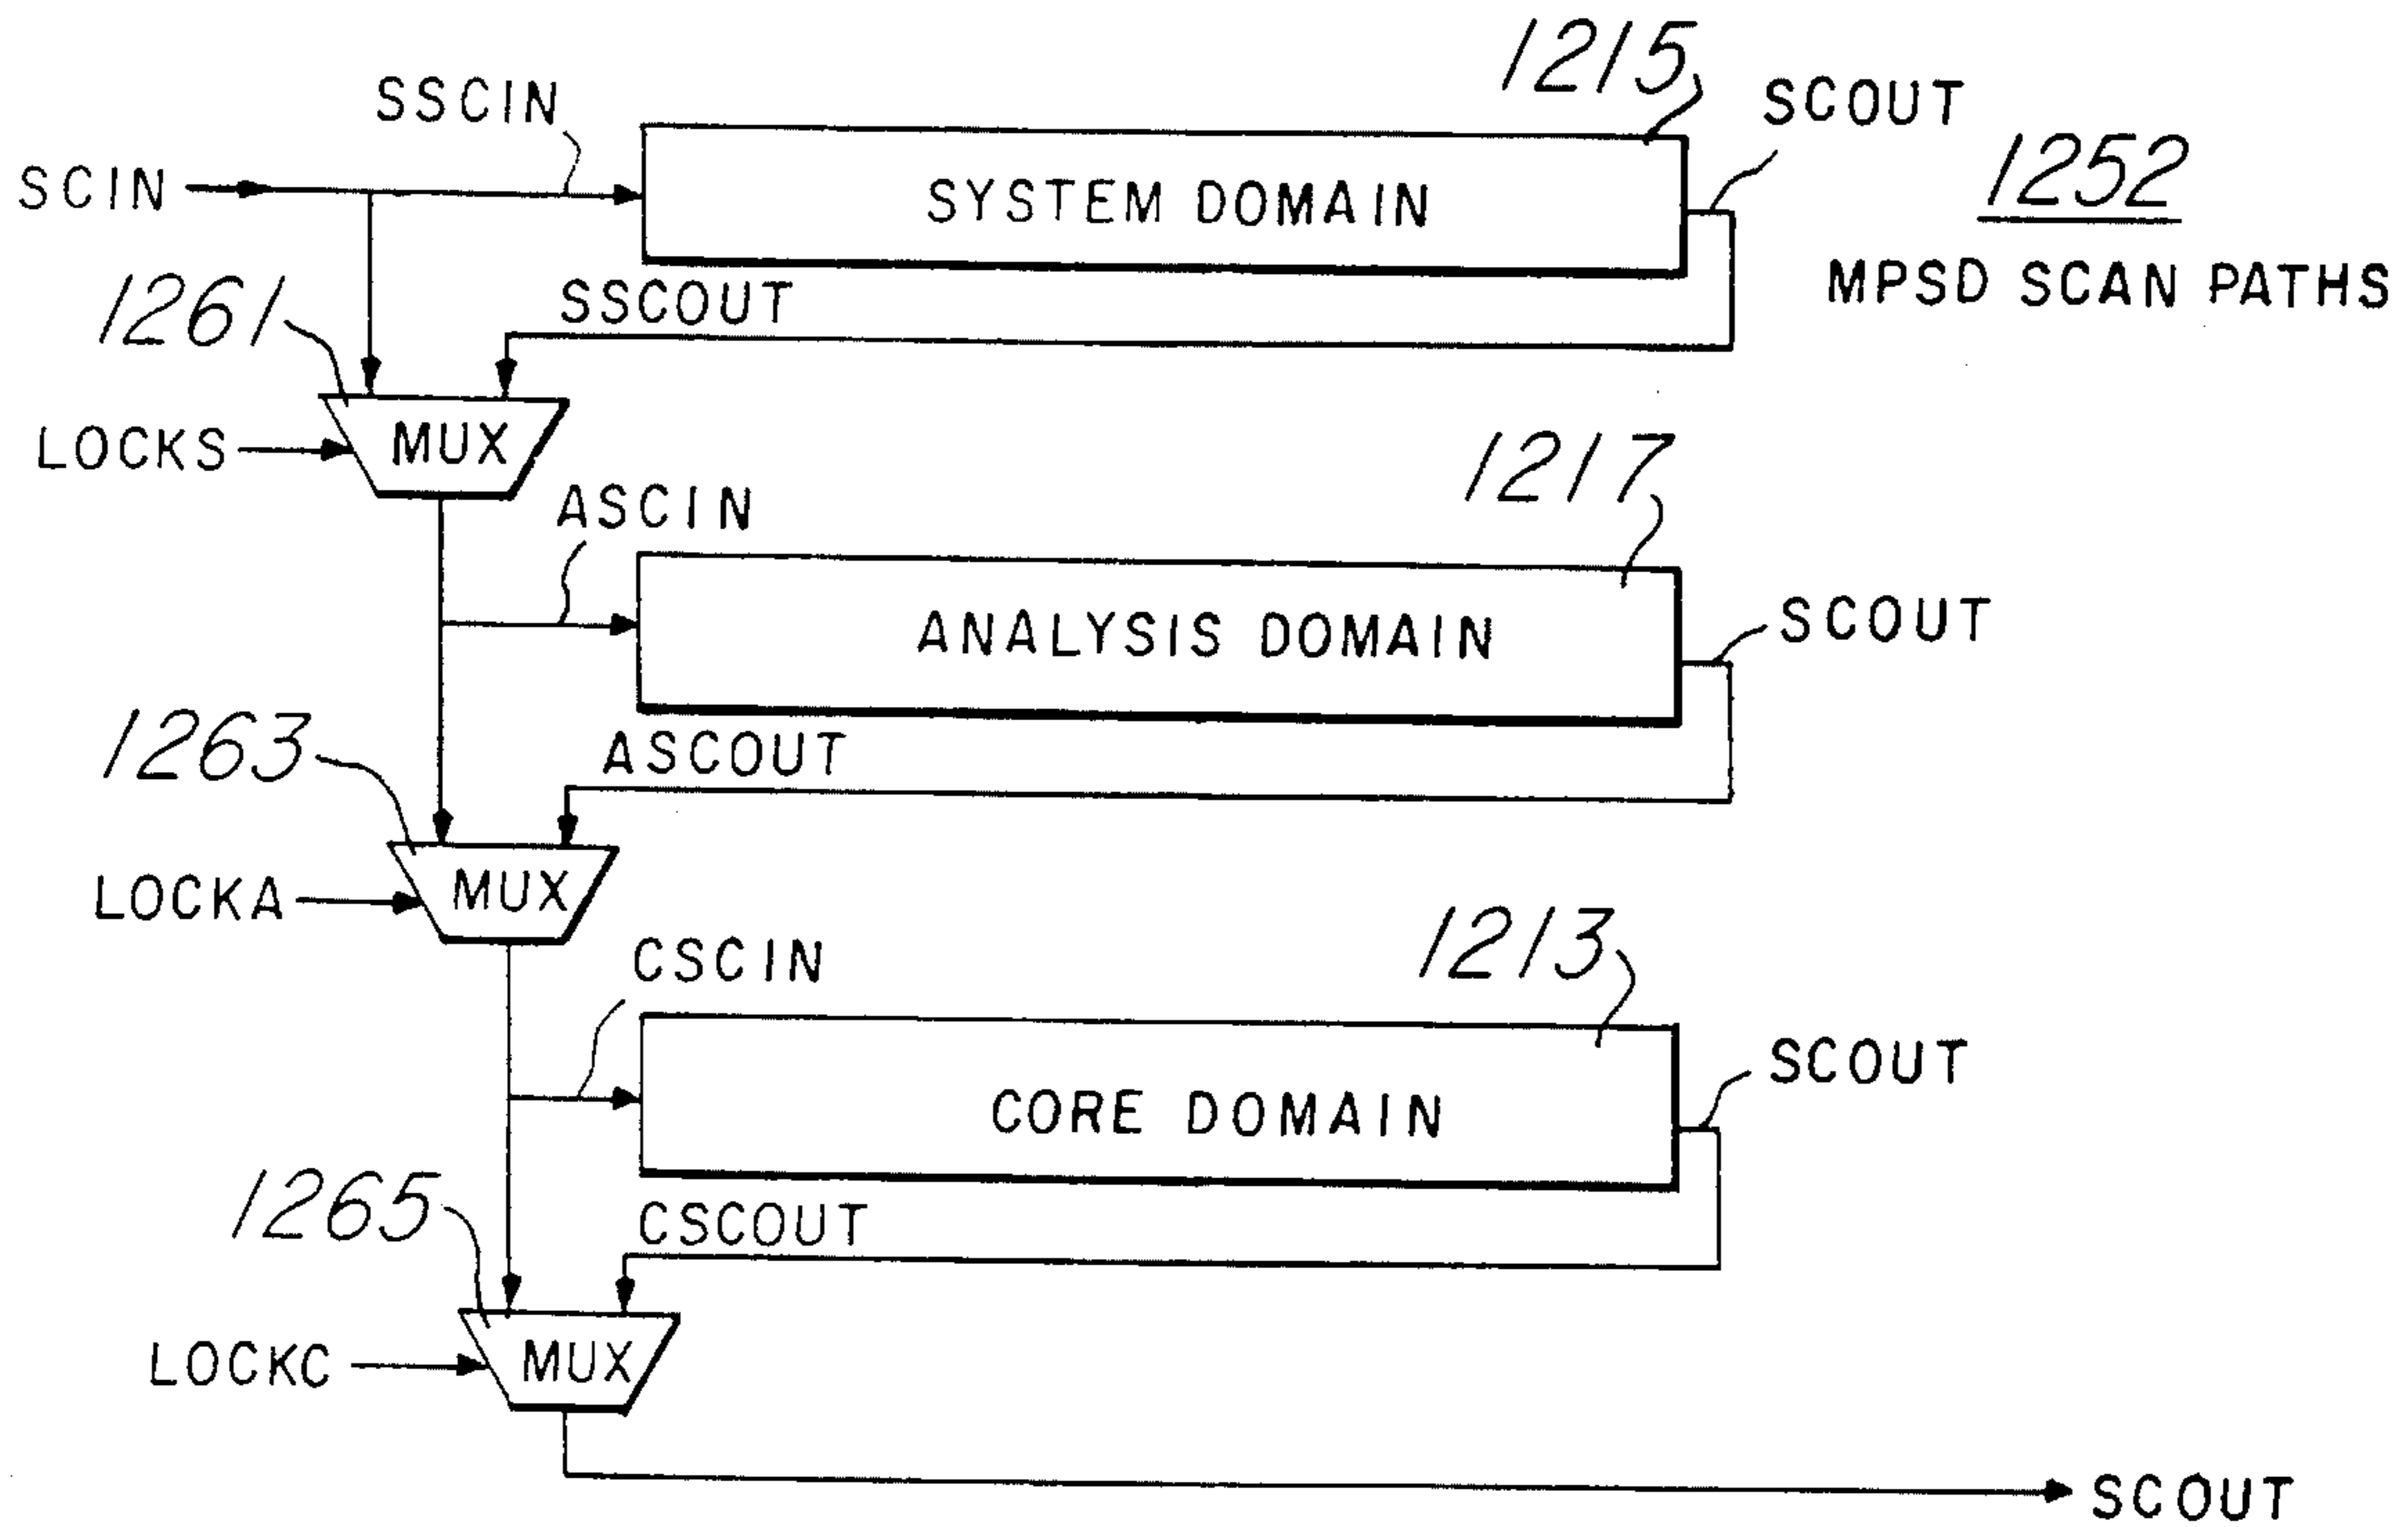 1215
SSCIN
SCOUT
SCIN
SYSTEM DOMAIN
1252
MPSD SCAN PATHS
1261
SSCOUT
LOCKS
MUX
1217
ASCIN
ANALYSIS DOMAIN
SCOUT
1263
ASCOUT
LOCKA
MUX
1213
CSCIN
SCOUT
CORE DOMAIN
1265
CSCOUT
LOCKC
MUX
SCOUT